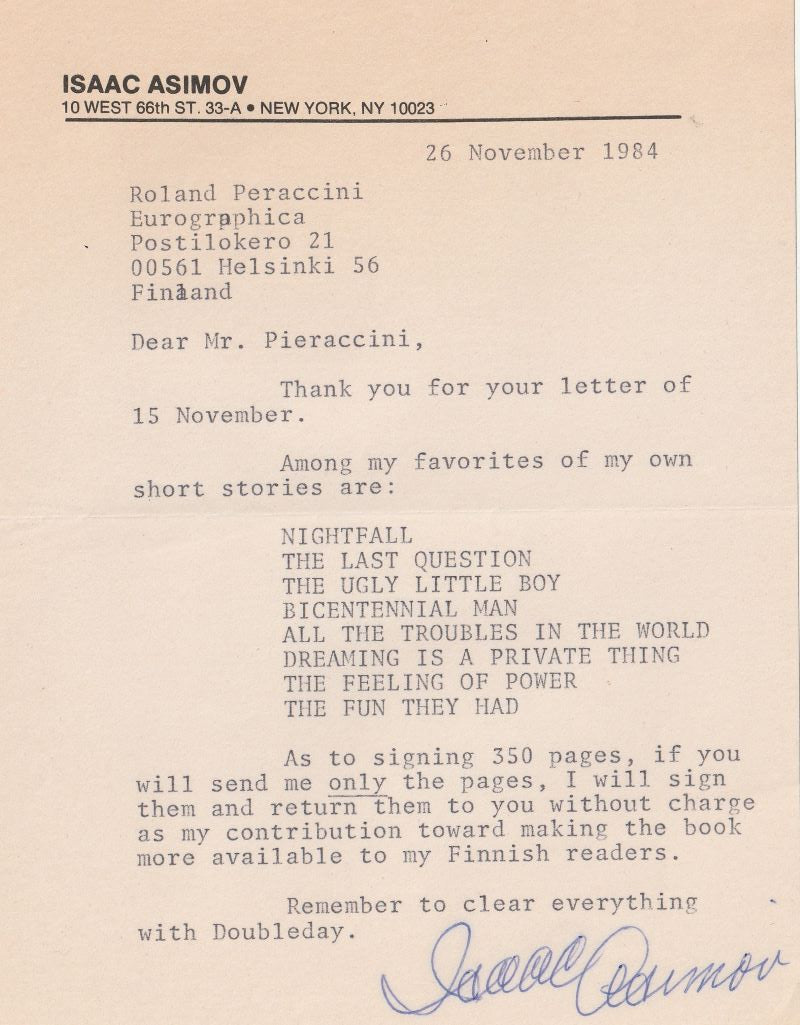 ISAAC ASIMOV
10 WEST 66th ST. 33-A • NEW YORK, NY 10023
26 November 1984
Roland Peraccini
Eurographica
Postilokero 21
00561 Helsinki 56
Finland
Dear Mr. Pieraccini,
Thank you for your letter of
15 November.
Among my favorites of my own
short stories are:
NIGHTFALL
THE LAST QUESTION
THE UGLY LITTLE BOY
BICENTENNIAL MAN
ALL THE TROUBLES IN THE WORLD
DREAMING IS A PRIVATE THING
THE FEELING OF POWER
THE FUN THEY HAD
As to signing 350 pages, if you
will send me only the pages, I will sign
them and return them to you without charge
as my contribution toward making the book
more available to my Finnish readers.
Remember to clear everything
with Doubleday.
Isaac Asimov